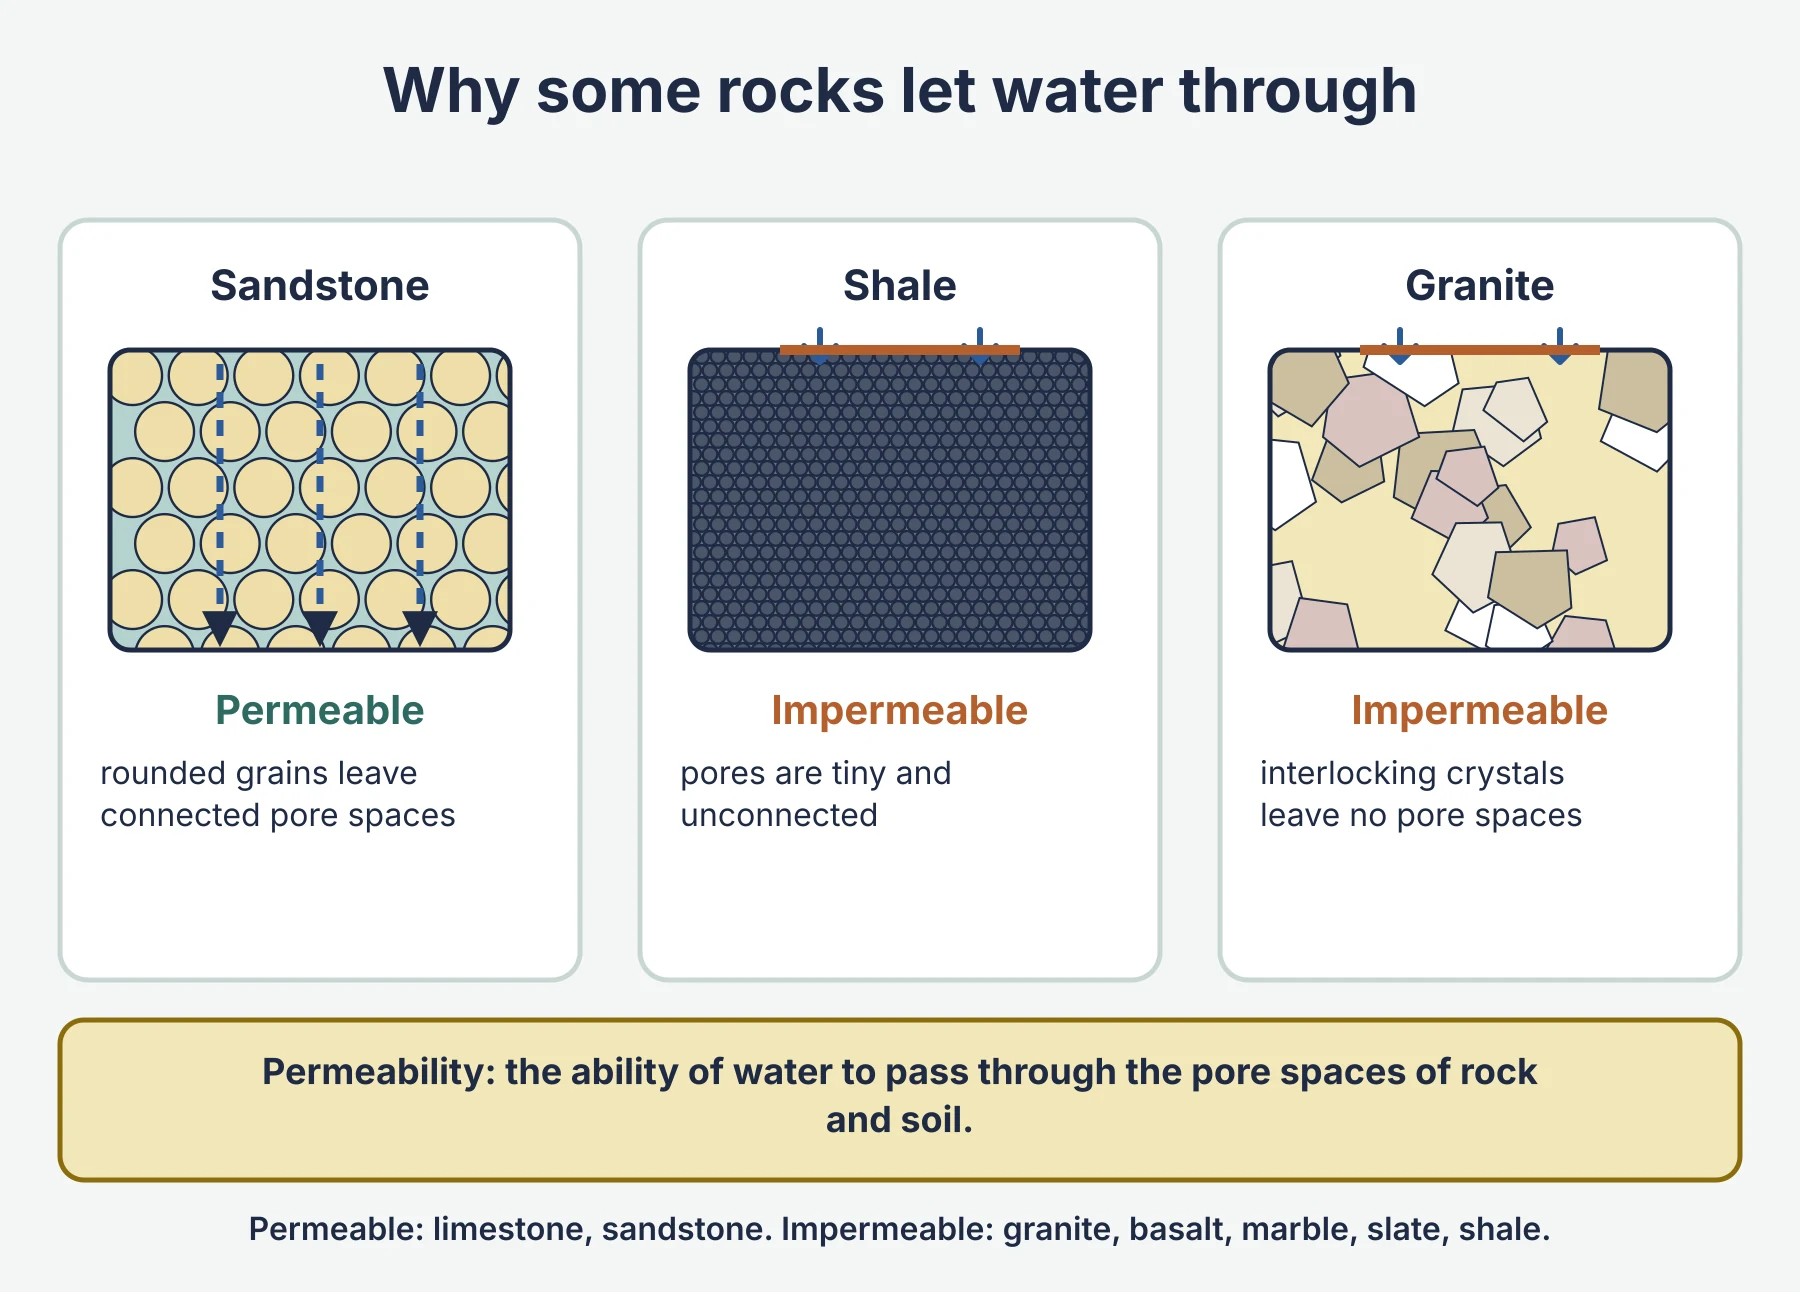 Why some rocks let water through
Sandstone
Permeable
rounded grains leave
connected pore spaces
Shale
Impermeable
pores are tiny and
unconnected
Granite
Impermeable
interlocking crystals
leave no pore spaces
Permeability: the ability of water to pass through the pore spaces of rock
and soil.
Permeable: limestone, sandstone. Impermeable: granite, basalt, marble, slate, shale.